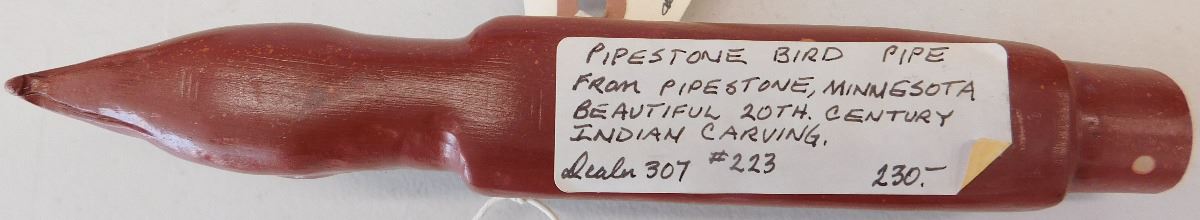 PIPESTONE BIRD PIPE
FROM PIPESTONE, MINNESOTA
BEAUTIFUL 20TH. CENTURY
INDIAN CARVING.
Dealer 307 #223 230.-